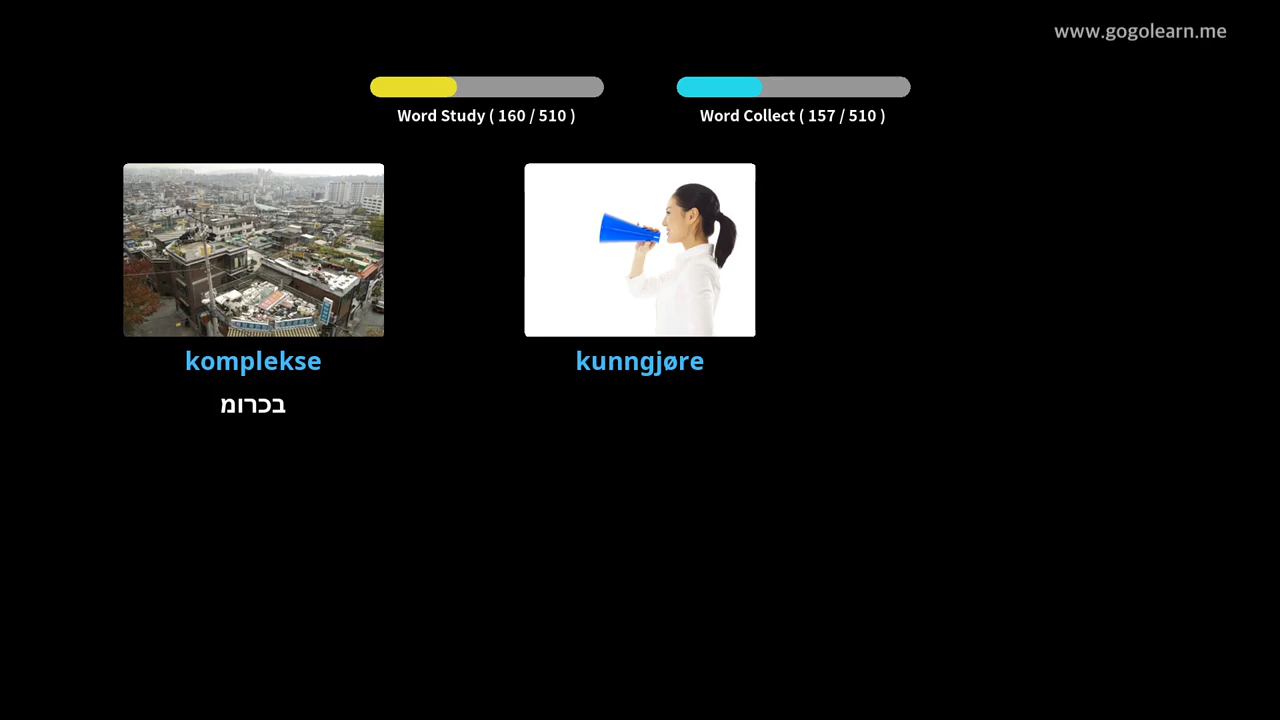 www.gogolearn.me
Word Study ( 160 / 510 )
Word Collect ( 157 / 510 )
komplekse
kunngjøre
בכרומ